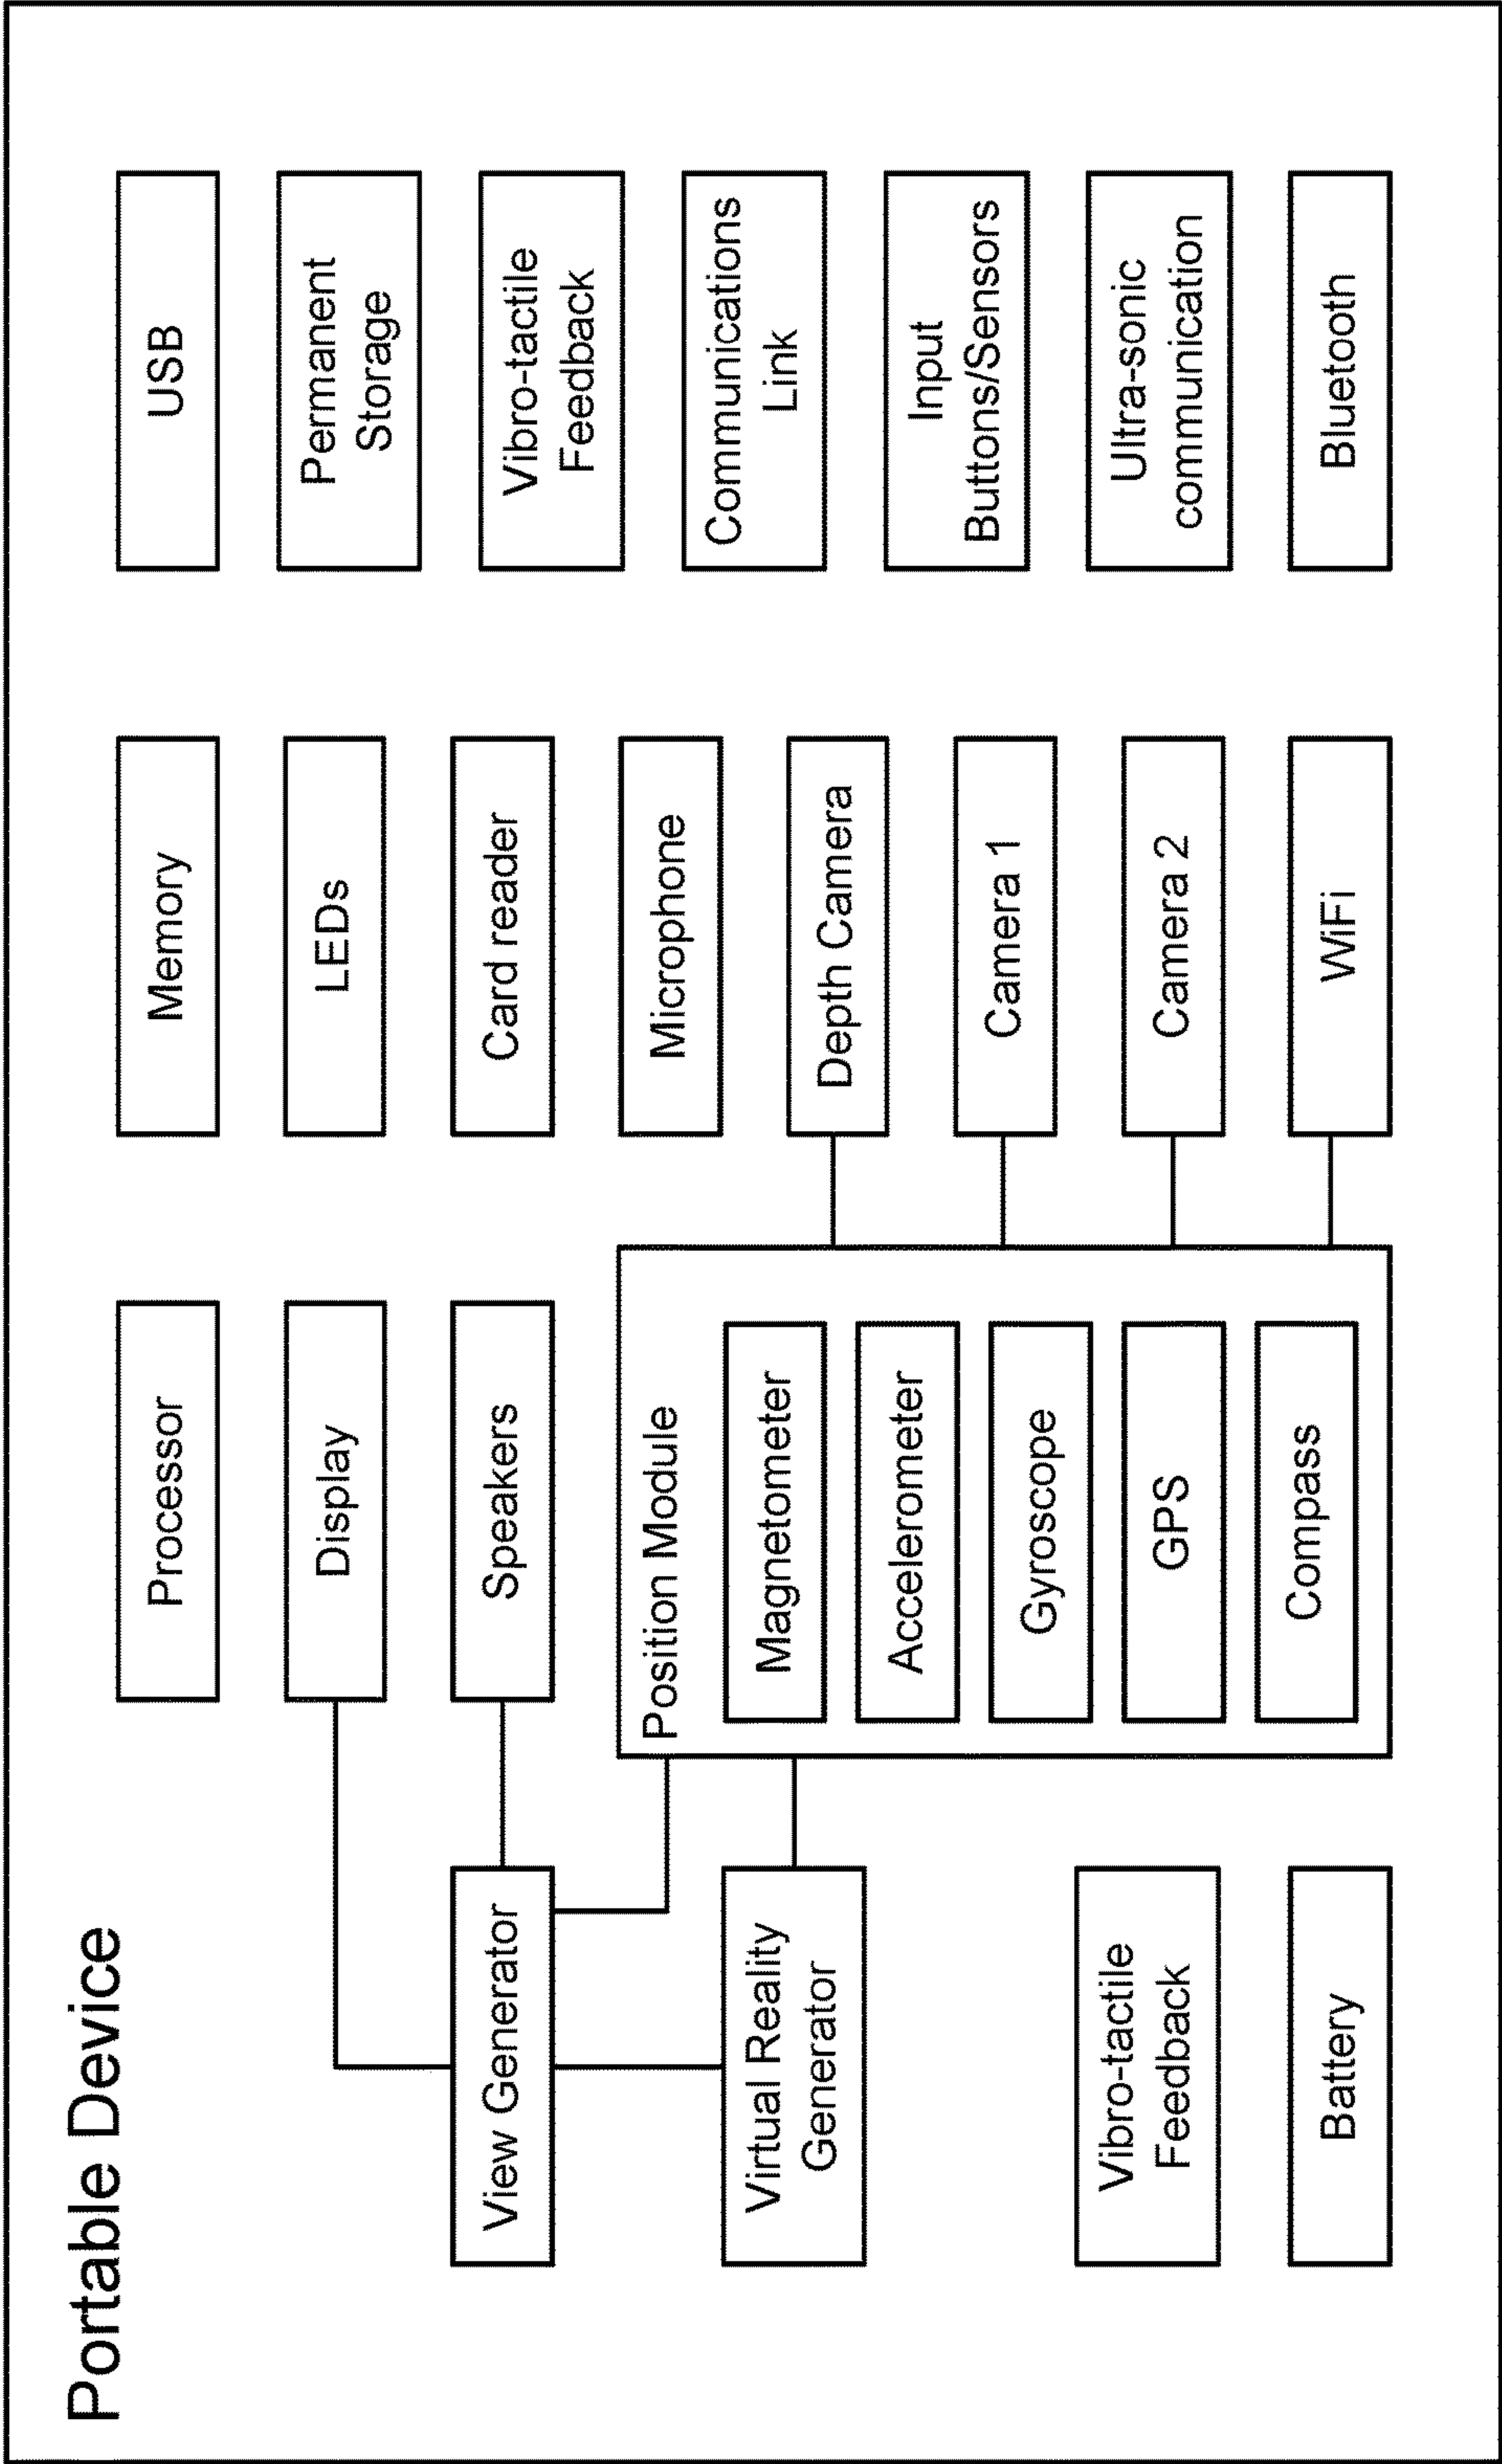 Portable Device
View Generator
Virtual Reality
Generator
Vibro-tactile
Feedback
Battery
Processor
Display
Speakers
Position Module
Magnetometer
Accelerometer
Gyroscope
GPS
Compass
Memory
LEDs
Card reader
Microphone
Depth Camera
Camera 1
Camera 2
WiFi
USB
Permanent
Storage
Vibro-tactile
Feedback
Communications
Link
Input
Buttons/Sensors
Ultra-sonic
communication
Bluetooth